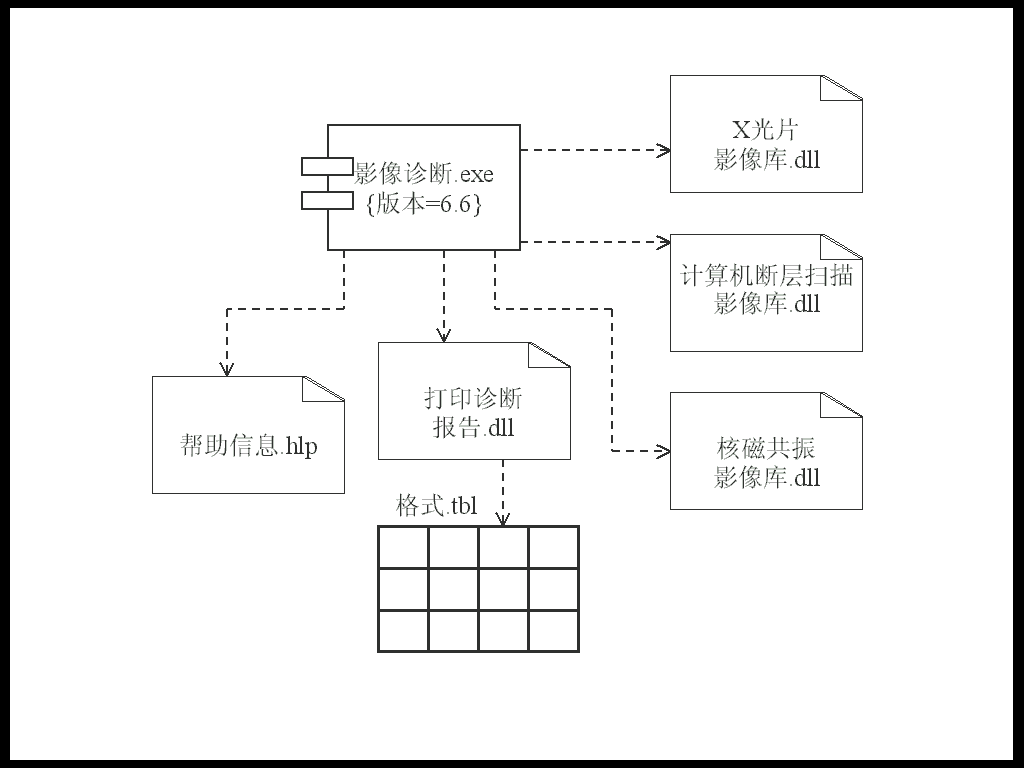 X光片
影像库.dll
影像诊断.exe
{版本=6.6}
计算机断层扫描
影像库.dll
打印诊断
报告.dll
帮助信息.hlp
核磁共振
影像库.dll
格式.tbl